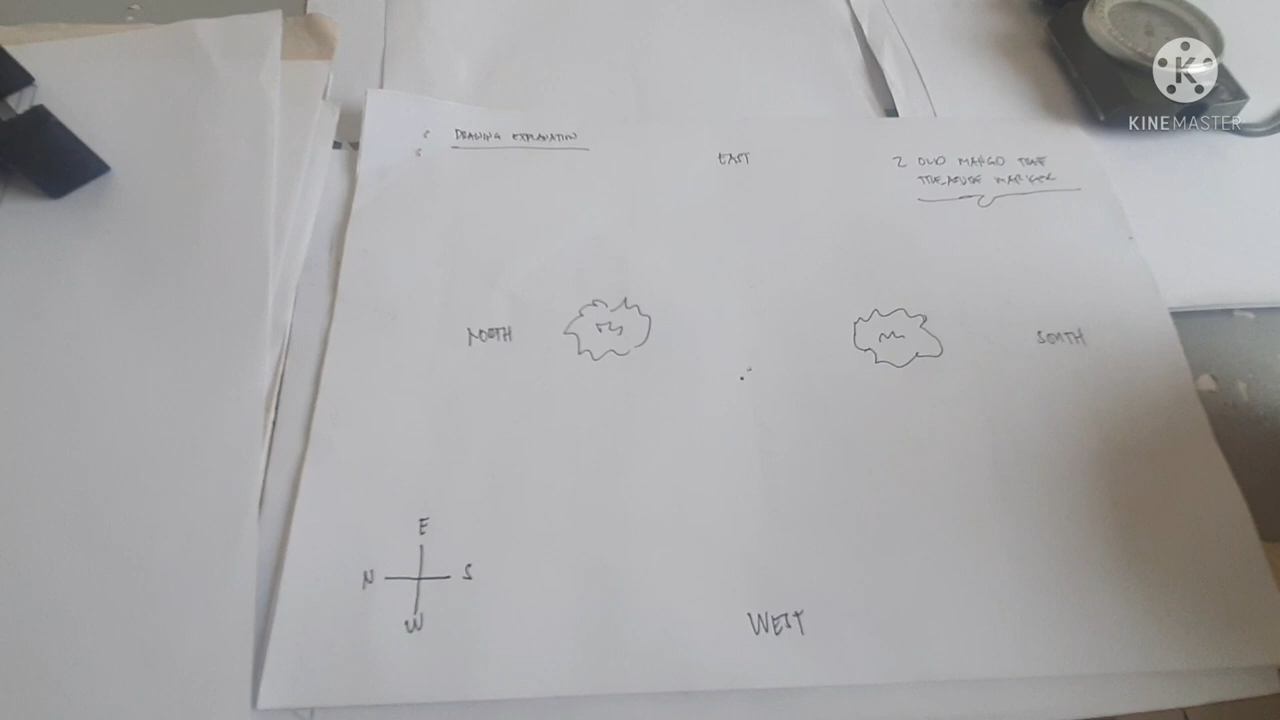 DRAWING EXPLANATION
EAST
2 OLD MANGO TREE
TREASURE MARKER
NORTH
M
M
SOUTH
E
N
S
W
WEST
K
KINEMASTER